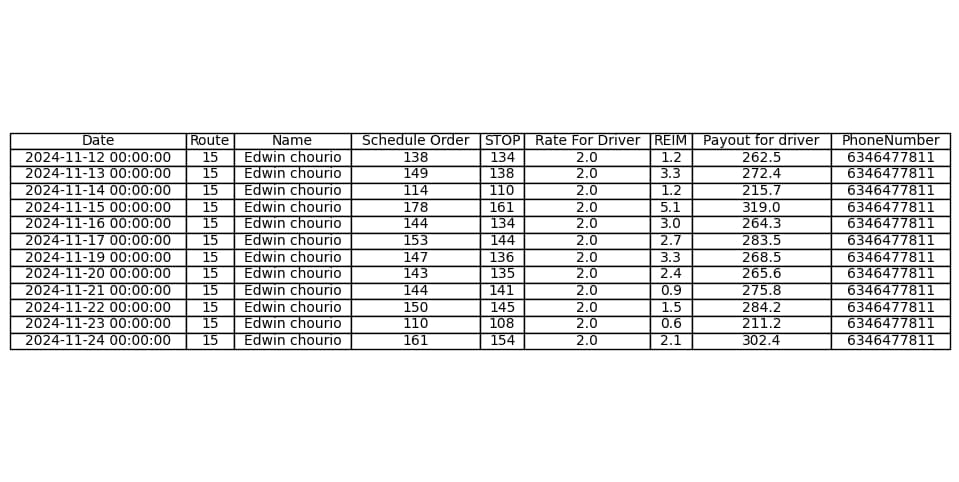 Date Route Name Schedule Order STOP Rate For Driver REIM Payout for driver PhoneNumber
2024-11-12 00:00:00 15 Edwin chourio 138 134 2.0 1.2 262.5 6346477811
2024-11-13 00:00:00 15 Edwin chourio 149 138 2.0 3.3 272.4 6346477811
2024-11-14 00:00:00 15 Edwin chourio 114 110 2.0 1.2 215.7 6346477811
2024-11-15 00:00:00 15 Edwin chourio 178 161 2.0 5.1 319.0 6346477811
2024-11-16 00:00:00 15 Edwin chourio 144 134 2.0 3.0 264.3 6346477811
2024-11-17 00:00:00 15 Edwin chourio 153 144 2.0 2.7 283.5 6346477811
2024-11-19 00:00:00 15 Edwin chourio 147 136 2.0 3.3 268.5 6346477811
2024-11-20 00:00:00 15 Edwin chourio 143 135 2.0 2.4 265.6 6346477811
2024-11-21 00:00:00 15 Edwin chourio 144 141 2.0 0.9 275.8 6346477811
2024-11-22 00:00:00 15 Edwin chourio 150 145 2.0 1.5 284.2 6346477811
2024-11-23 00:00:00 15 Edwin chourio 110 108 2.0 0.6 211.2 6346477811
2024-11-24 00:00:00 15 Edwin chourio 161 154 2.0 2.1 302.4 6346477811